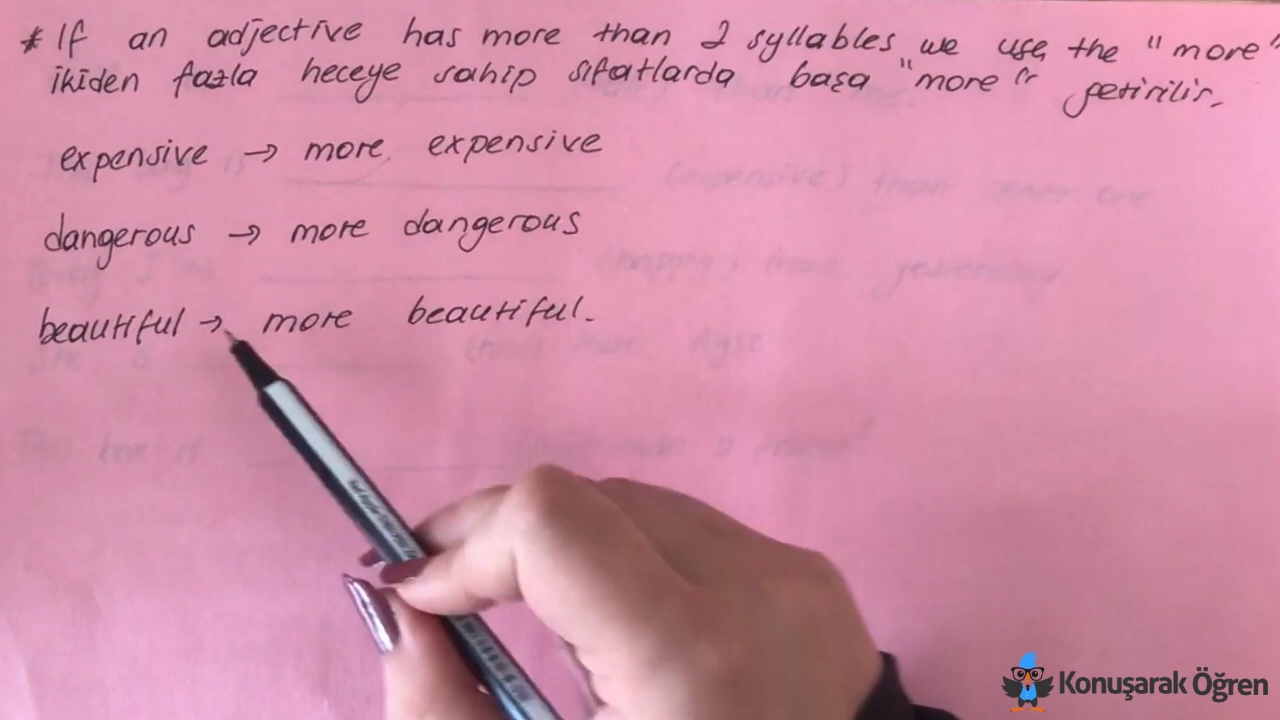 * If an adjective has more than 2 syllables we use the "more"
ikiden fazla heceye sahip sıfatlarda başa "more" getirilir.
expensive → more expensive
dangerous → more dangerous
beautiful → more beautiful.
Konuşarak Öğren